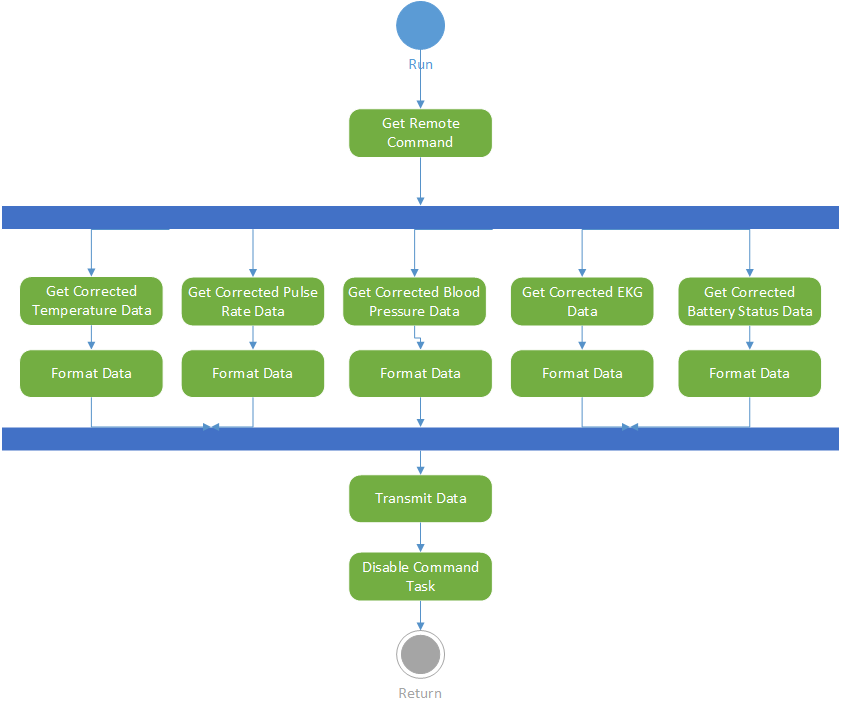 Run
Get Remote
Command
Get Corrected
Temperature Data
Get Corrected Pulse
Rate Data
Get Corrected Blood
Pressure Data
Get Corrected EKG
Data
Get Corrected
Battery Status Data
Format Data
Format Data
Format Data
Format Data
Format Data
Transmit Data
Disable Command
Task
Return